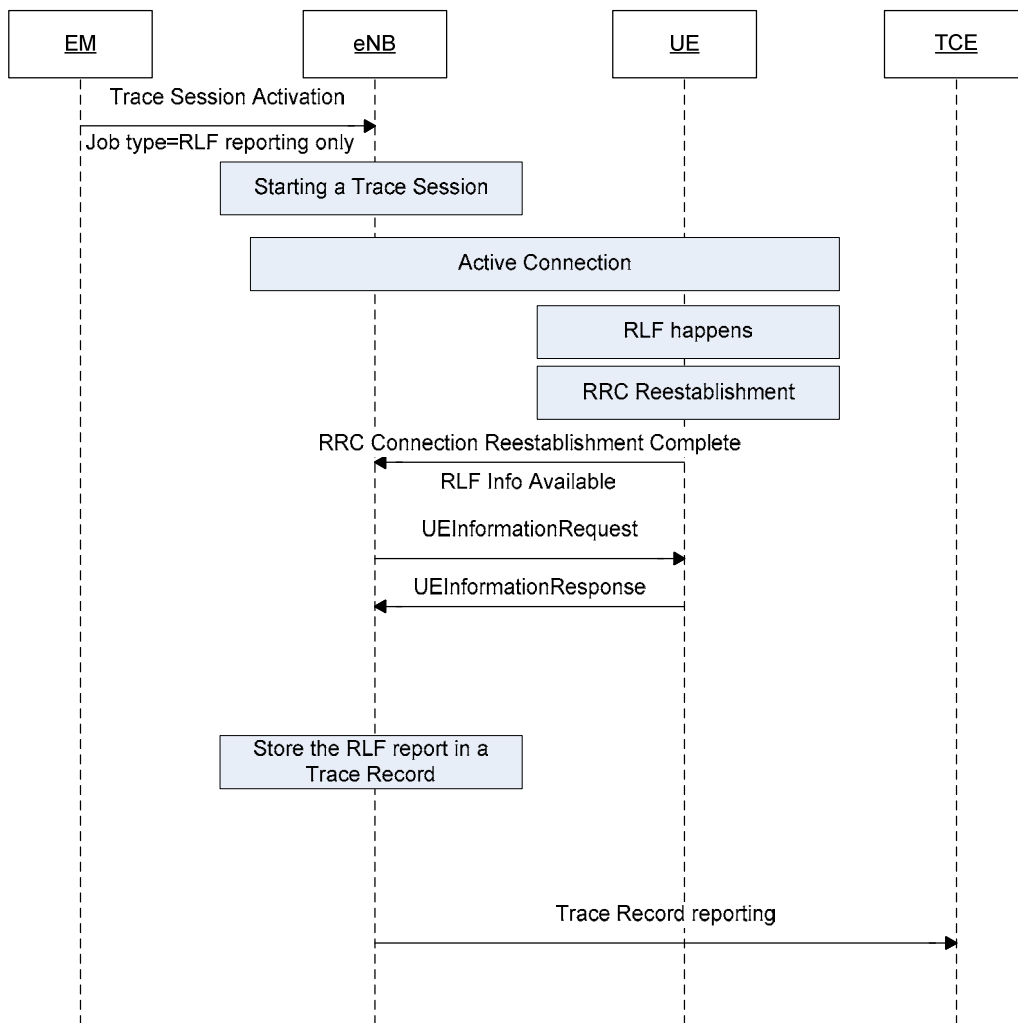 EM
eNB
UE
TCE
Trace Session Activation
Job type=RLF reporting only
Starting a Trace Session
Active Connection
RLF happens
RRC Reestablishment
RRC Connection Reestablishment Complete
RLF Info Available
UEInformationRequest
UEInformationResponse
Store the RLF report in a
Trace Record
Trace Record reporting